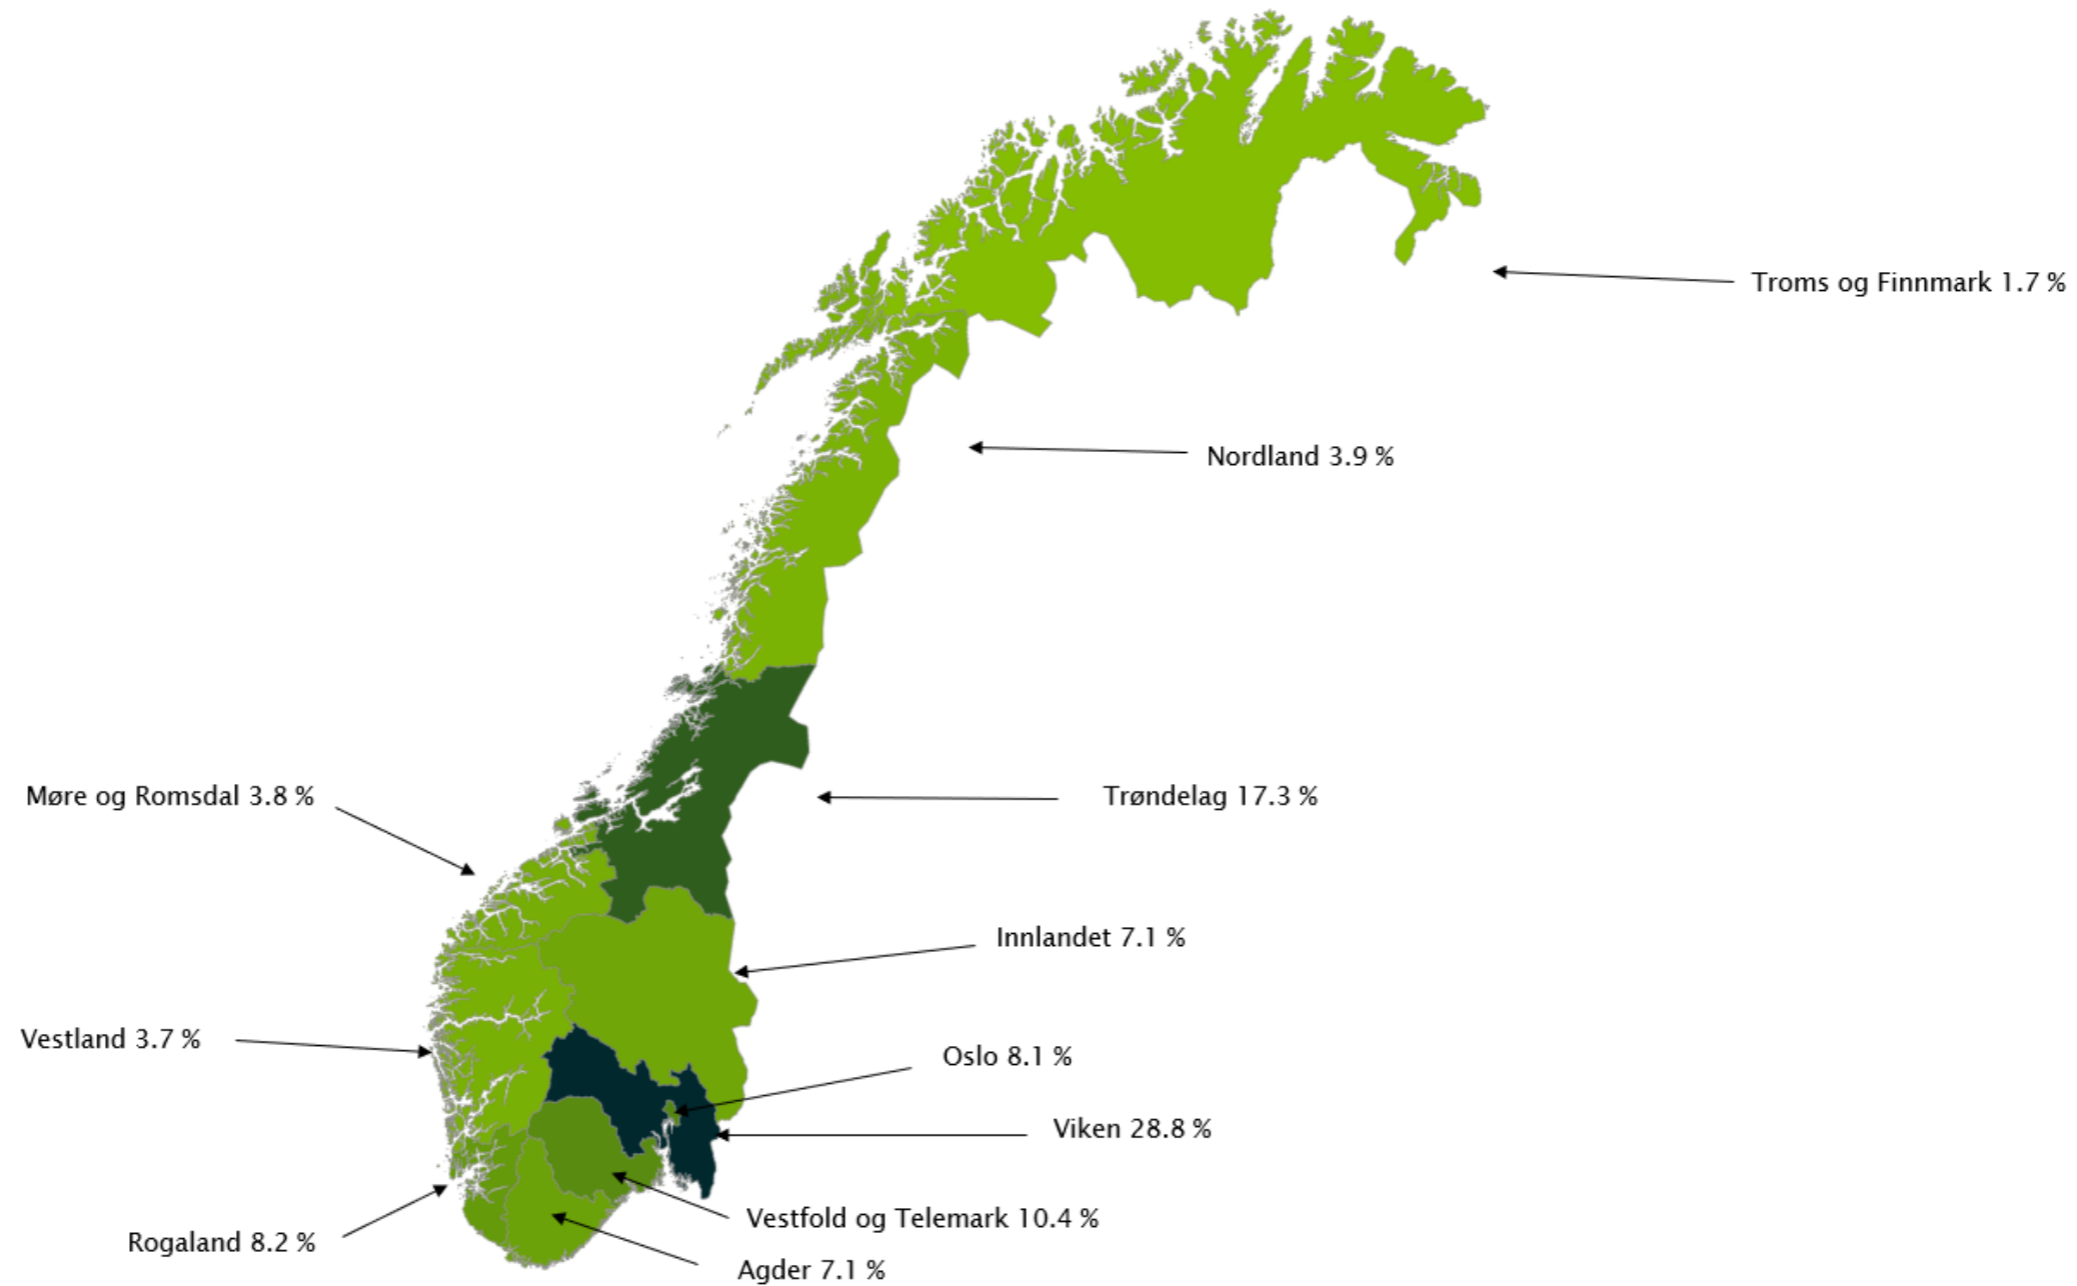 Troms og Finnmark 1.7 %
Nordland 3.9 %
Møre og Romsdal 3.8 %
Trøndelag 17.3 %
Innlandet 7.1 %
Vestland 3.7 %
Oslo 8.1 %
Viken 28.8 %
Vestfold og Telemark 10.4 %
Rogaland 8.2 %
Agder 7.1 %